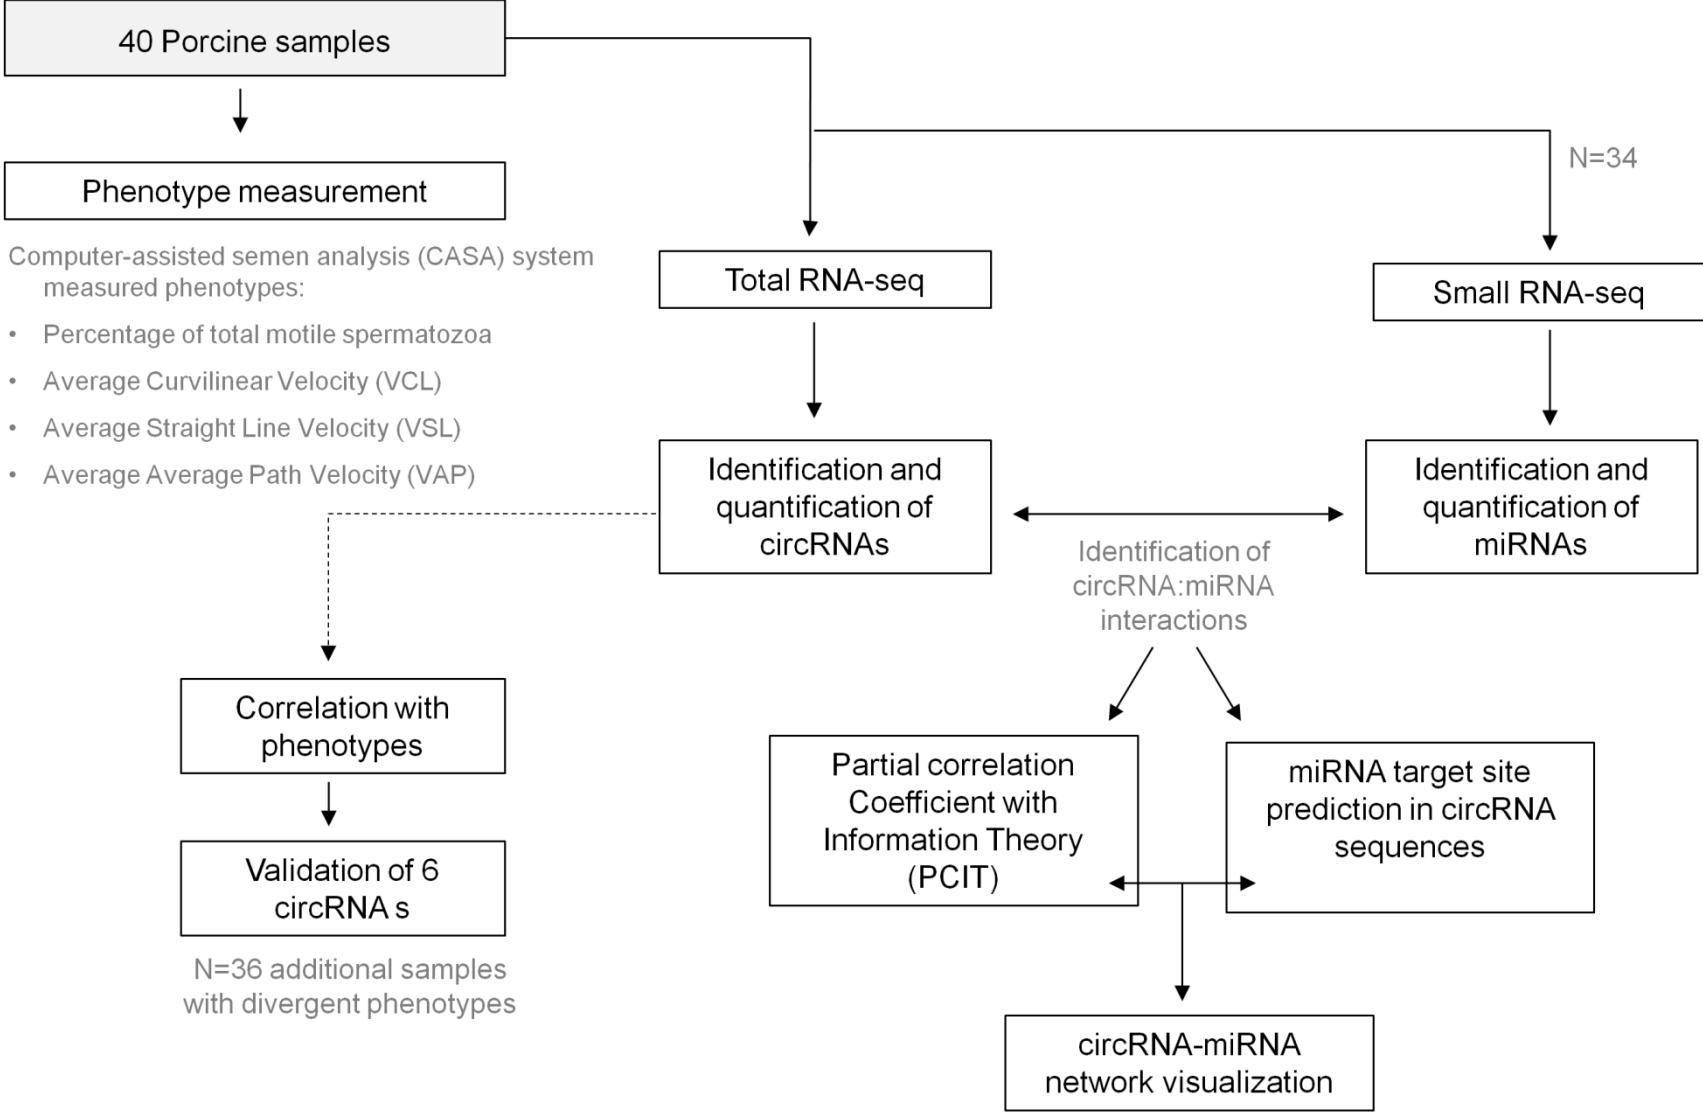 40 Porcine samples
N=34
Phenotype measurement
Computer-assisted semen analysis (CASA) system
measured phenotypes:
• Percentage of total motile spermatozoa
• Average Curvilinear Velocity (VCL)
• Average Straight Line Velocity (VSL)
• Average Average Path Velocity (VAP)
Total RNA-seq
Small RNA-seq
Identification and
quantification of
circRNAs
Identification and
quantification of
miRNAs
Identification of
circRNA:miRNA
interactions
Correlation with
phenotypes
Validation of 6
circRNA s
N=36 additional samples
with divergent phenotypes
Partial correlation
Coefficient with
Information Theory
(PCIT)
miRNA target site
prediction in circRNA
sequences
circRNA-miRNA
network visualization